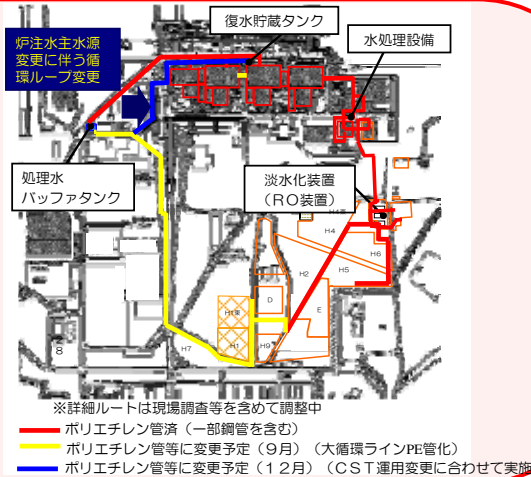 復水貯蔵タンク
炉注水主水源
変更に伴う循
環ループ変更
水処理設備
処理水
バッファタンク
淡水化装置
(RO装置)
H4
H6
H5
H2
D
E
H1東
H1
H9
H7
※詳細ルートは現場調査等を含めて調整中
ポリエチレン管済(一部鋼管を含む)
ポリエチレン管等に変更予定(9月)(大循環ラインPE管化)
ポリエチレン管等に変更予定(12月)(CST運用変更に合わせて実施